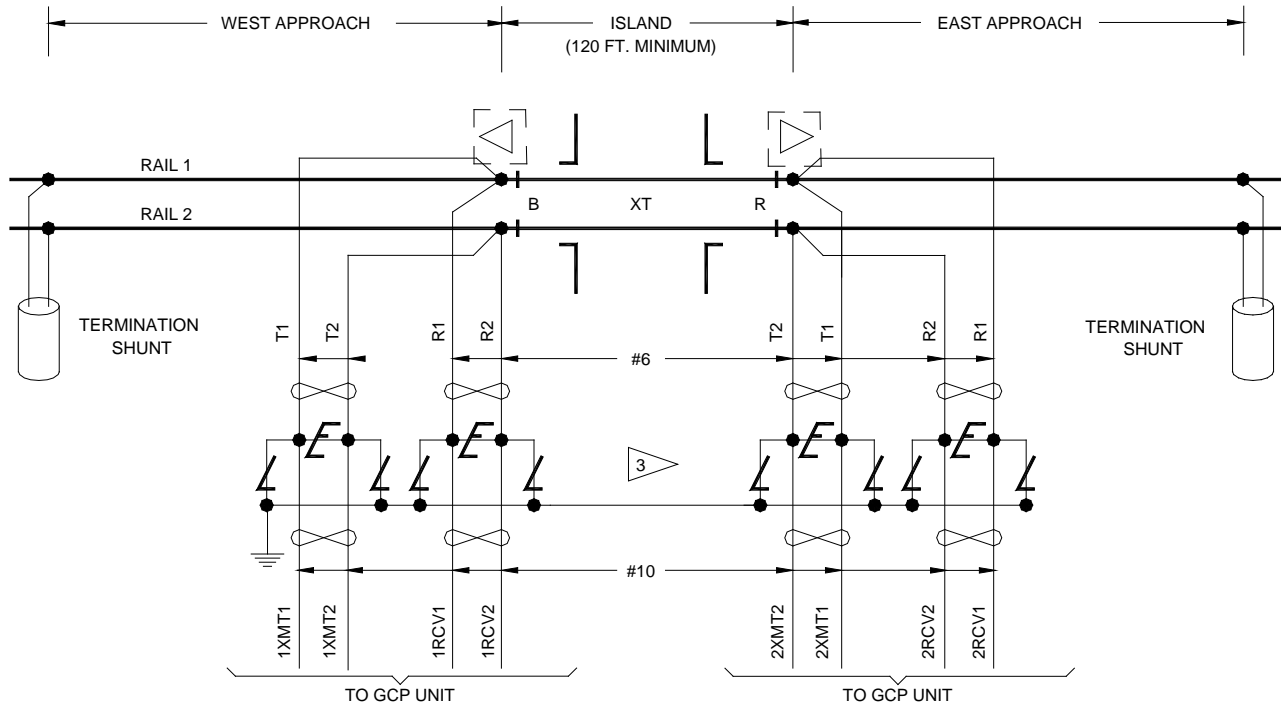 WEST APPROACH
ISLAND
(120 FT. MINIMUM)
EAST APPROACH
RAIL 1
B
XT
R
RAIL 2
TERMINATION
SHUNT
T1
T2
R1
R2
#6
T2
T1
R2
R1
TERMINATION
SHUNT
3
#10
1XMT1
1XMT2
1RCV1
1RCV2
2XMT2
2XMT1
2RCV2
2RCV1
TO GCP UNIT
TO GCP UNIT